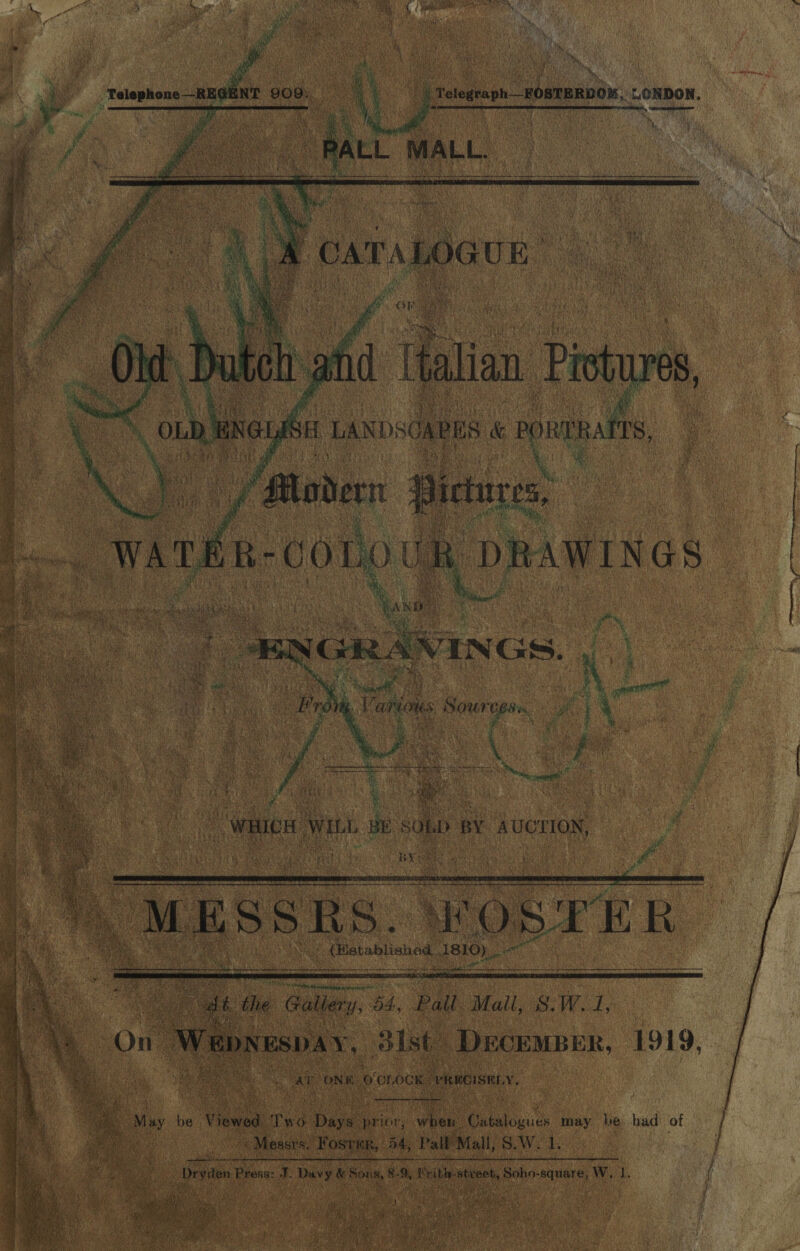 Telephone—REGENT 909.
Telegraph—FOSTERDOM, LONDON.
PALL MALL.
A CATALOGUE
OF
Old Dutch and Italian Pictures,
OLD ENGLISH LANDSCAPES & PORTRAITS,
Modern Pictures,
WATER-COLOUR DRAWINGS
AND
ENGRAVINGS.
From Various Sources.
WHICH WILL BE SOLD BY AUCTION,
BY
MESSRS. FOSTER
(Established 1810)
At the Gallery, 54, Pall Mall, S.W. 1,
On WEDNESDAY, 31st DECEMBER, 1919,
AT ONE O'CLOCK PRECISELY.
May be Viewed Two Days prior, when Catalogues may be had of
Messrs. FOSTER, 54, Pall Mall, S.W. 1.
Dryden Press: J. Davy & Sons, 8-9, Frith-street, Soho-square, W. 1.